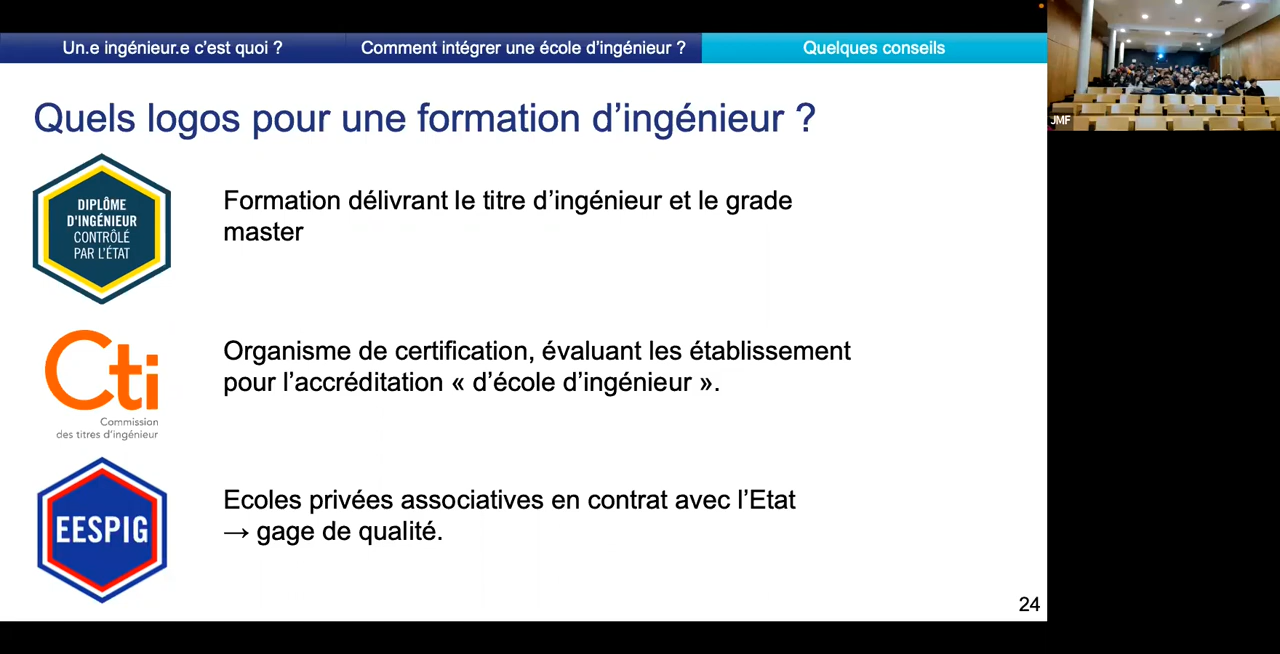 Un.e ingénieur.e c’est quoi ?
Comment intégrer une école d’ingénieur ?
Quelques conseils
JMF
Quels logos pour une formation d’ingénieur ?
DIPLÔME
D'INGÉNIEUR
CONTRÔLÉ
PAR L'ÉTAT
Formation délivrant le titre d’ingénieur et le grade
master
Cti
Commission
des titres d'ingénieur
Organisme de certification, évaluant les établissement
pour l’accréditation « d’école d’ingénieur ».
EESPIG
Ecoles privées associatives en contrat avec l’Etat
→ gage de qualité.
24